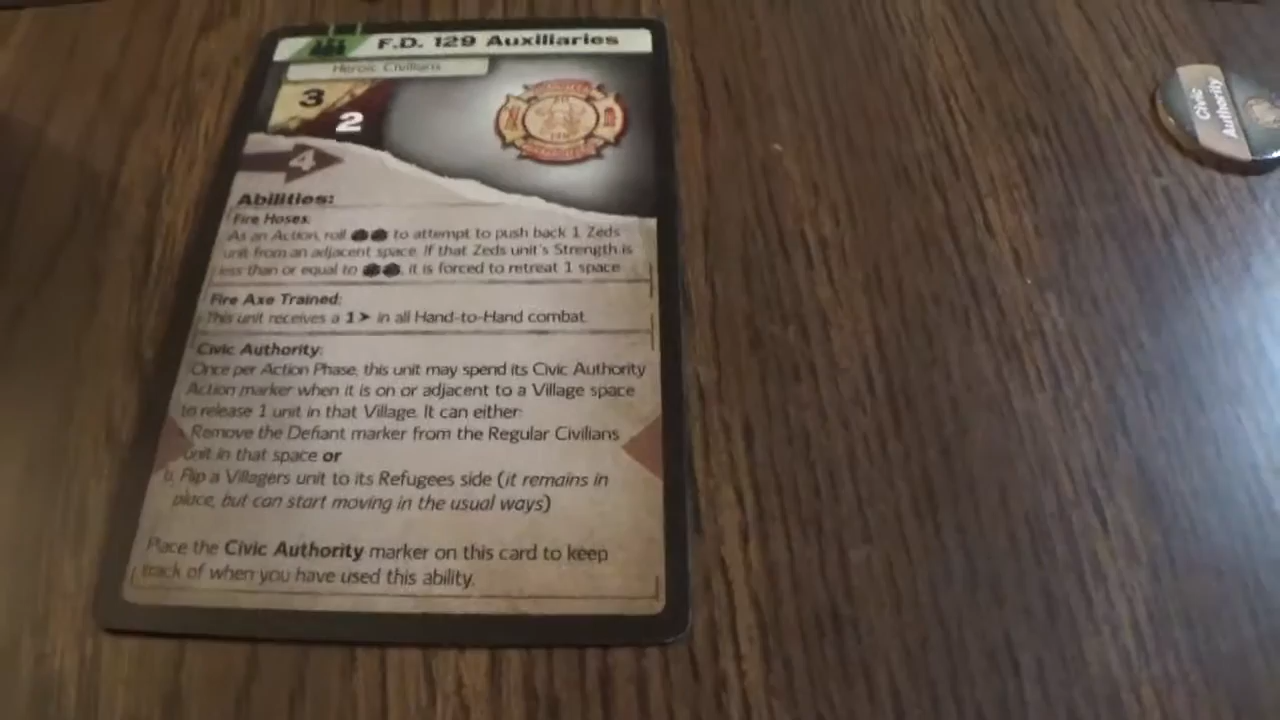 F.D. 129 Auxiliaries
Heroic Civilians
3
2
4
Abilities:
Fire Hoses:
As an Action, roll to attempt to push back 1 Zeds
unit from an adjacent space. If that Zeds unit's Strength is
less than or equal to , it is forced to retreat 1 space.
Fire Axe Trained:
This unit receives a 1➤ in all Hand-to-Hand combat.
Civic Authority:
Once per Action Phase, this unit may spend its Civic Authority
Action marker when it is on or adjacent to a Village space
to release 1 unit in that Village. It can either:
a. Remove the Defiant marker from the Regular Civilians
unit in that space or
b. Flip a Villagers unit to its Refugees side (it remains in
place, but can start moving in the usual ways)
Place the Civic Authority marker on this card to keep
track of when you have used this ability.
Civic
Authority